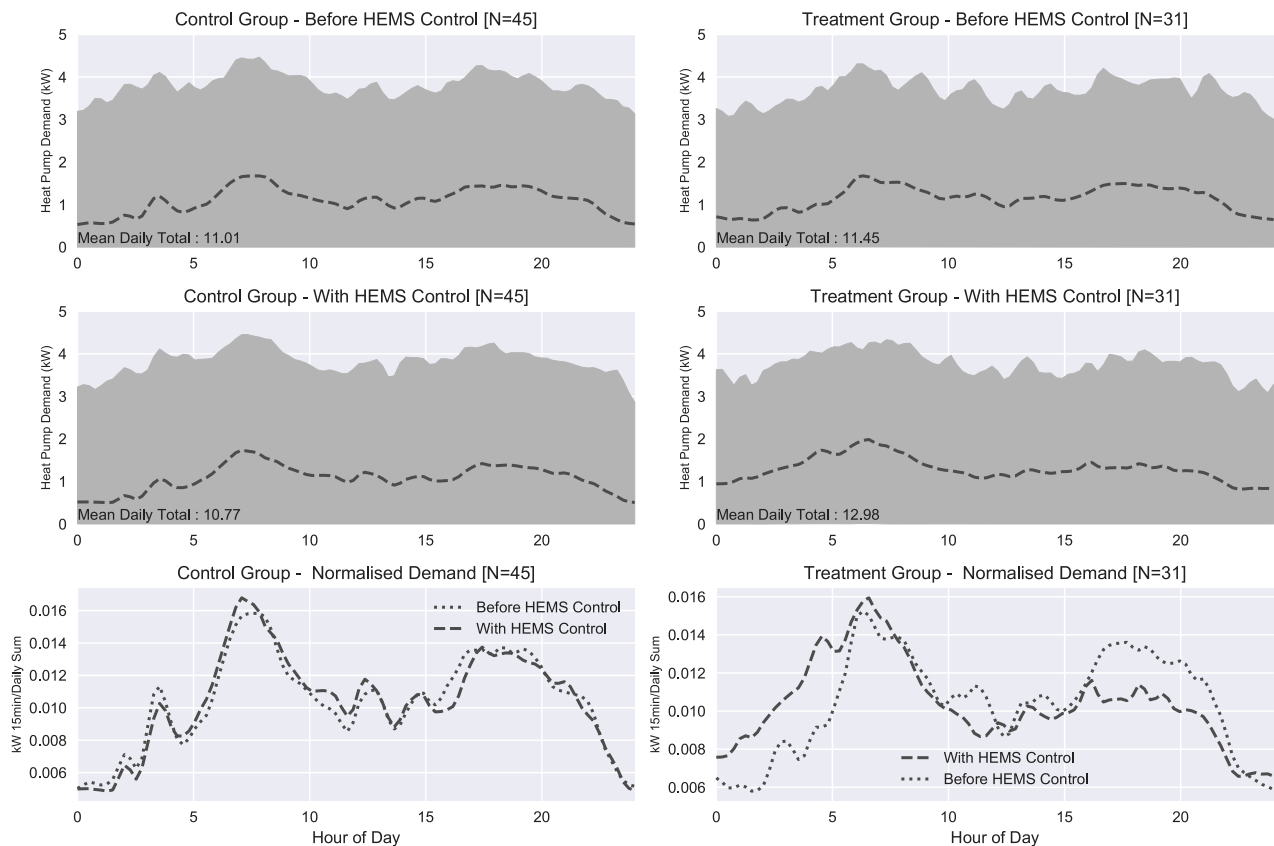 Control Group - Before HEMS Control [N=45]
5
4
3
2
1
0
Heat Pump Demand (kW)
Mean Daily Total : 11.01
0 5 10 15 20
Treatment Group - Before HEMS Control [N=31]
5
4
3
2
1
0
Heat Pump Demand (kW)
Mean Daily Total : 11.45
0 5 10 15 20
Control Group - With HEMS Control [N=45]
5
4
3
2
1
0
Heat Pump Demand (kW)
Mean Daily Total : 10.77
0 5 10 15 20
Treatment Group - With HEMS Control [N=31]
5
4
3
2
1
0
Heat Pump Demand (kW)
Mean Daily Total : 12.98
0 5 10 15 20
Control Group -  Normalised Demand [N=45]
0.016
0.014
0.012
0.010
0.008
0.006
kW 15min/Daily Sum
Before HEMS Control
With HEMS Control
0 5 10 15 20
Hour of Day
Treatment Group -  Normalised Demand [N=31]
0.016
0.014
0.012
0.010
0.008
0.006
kW 15min/Daily Sum
With HEMS Control
Before HEMS Control
0 5 10 15 20
Hour of Day